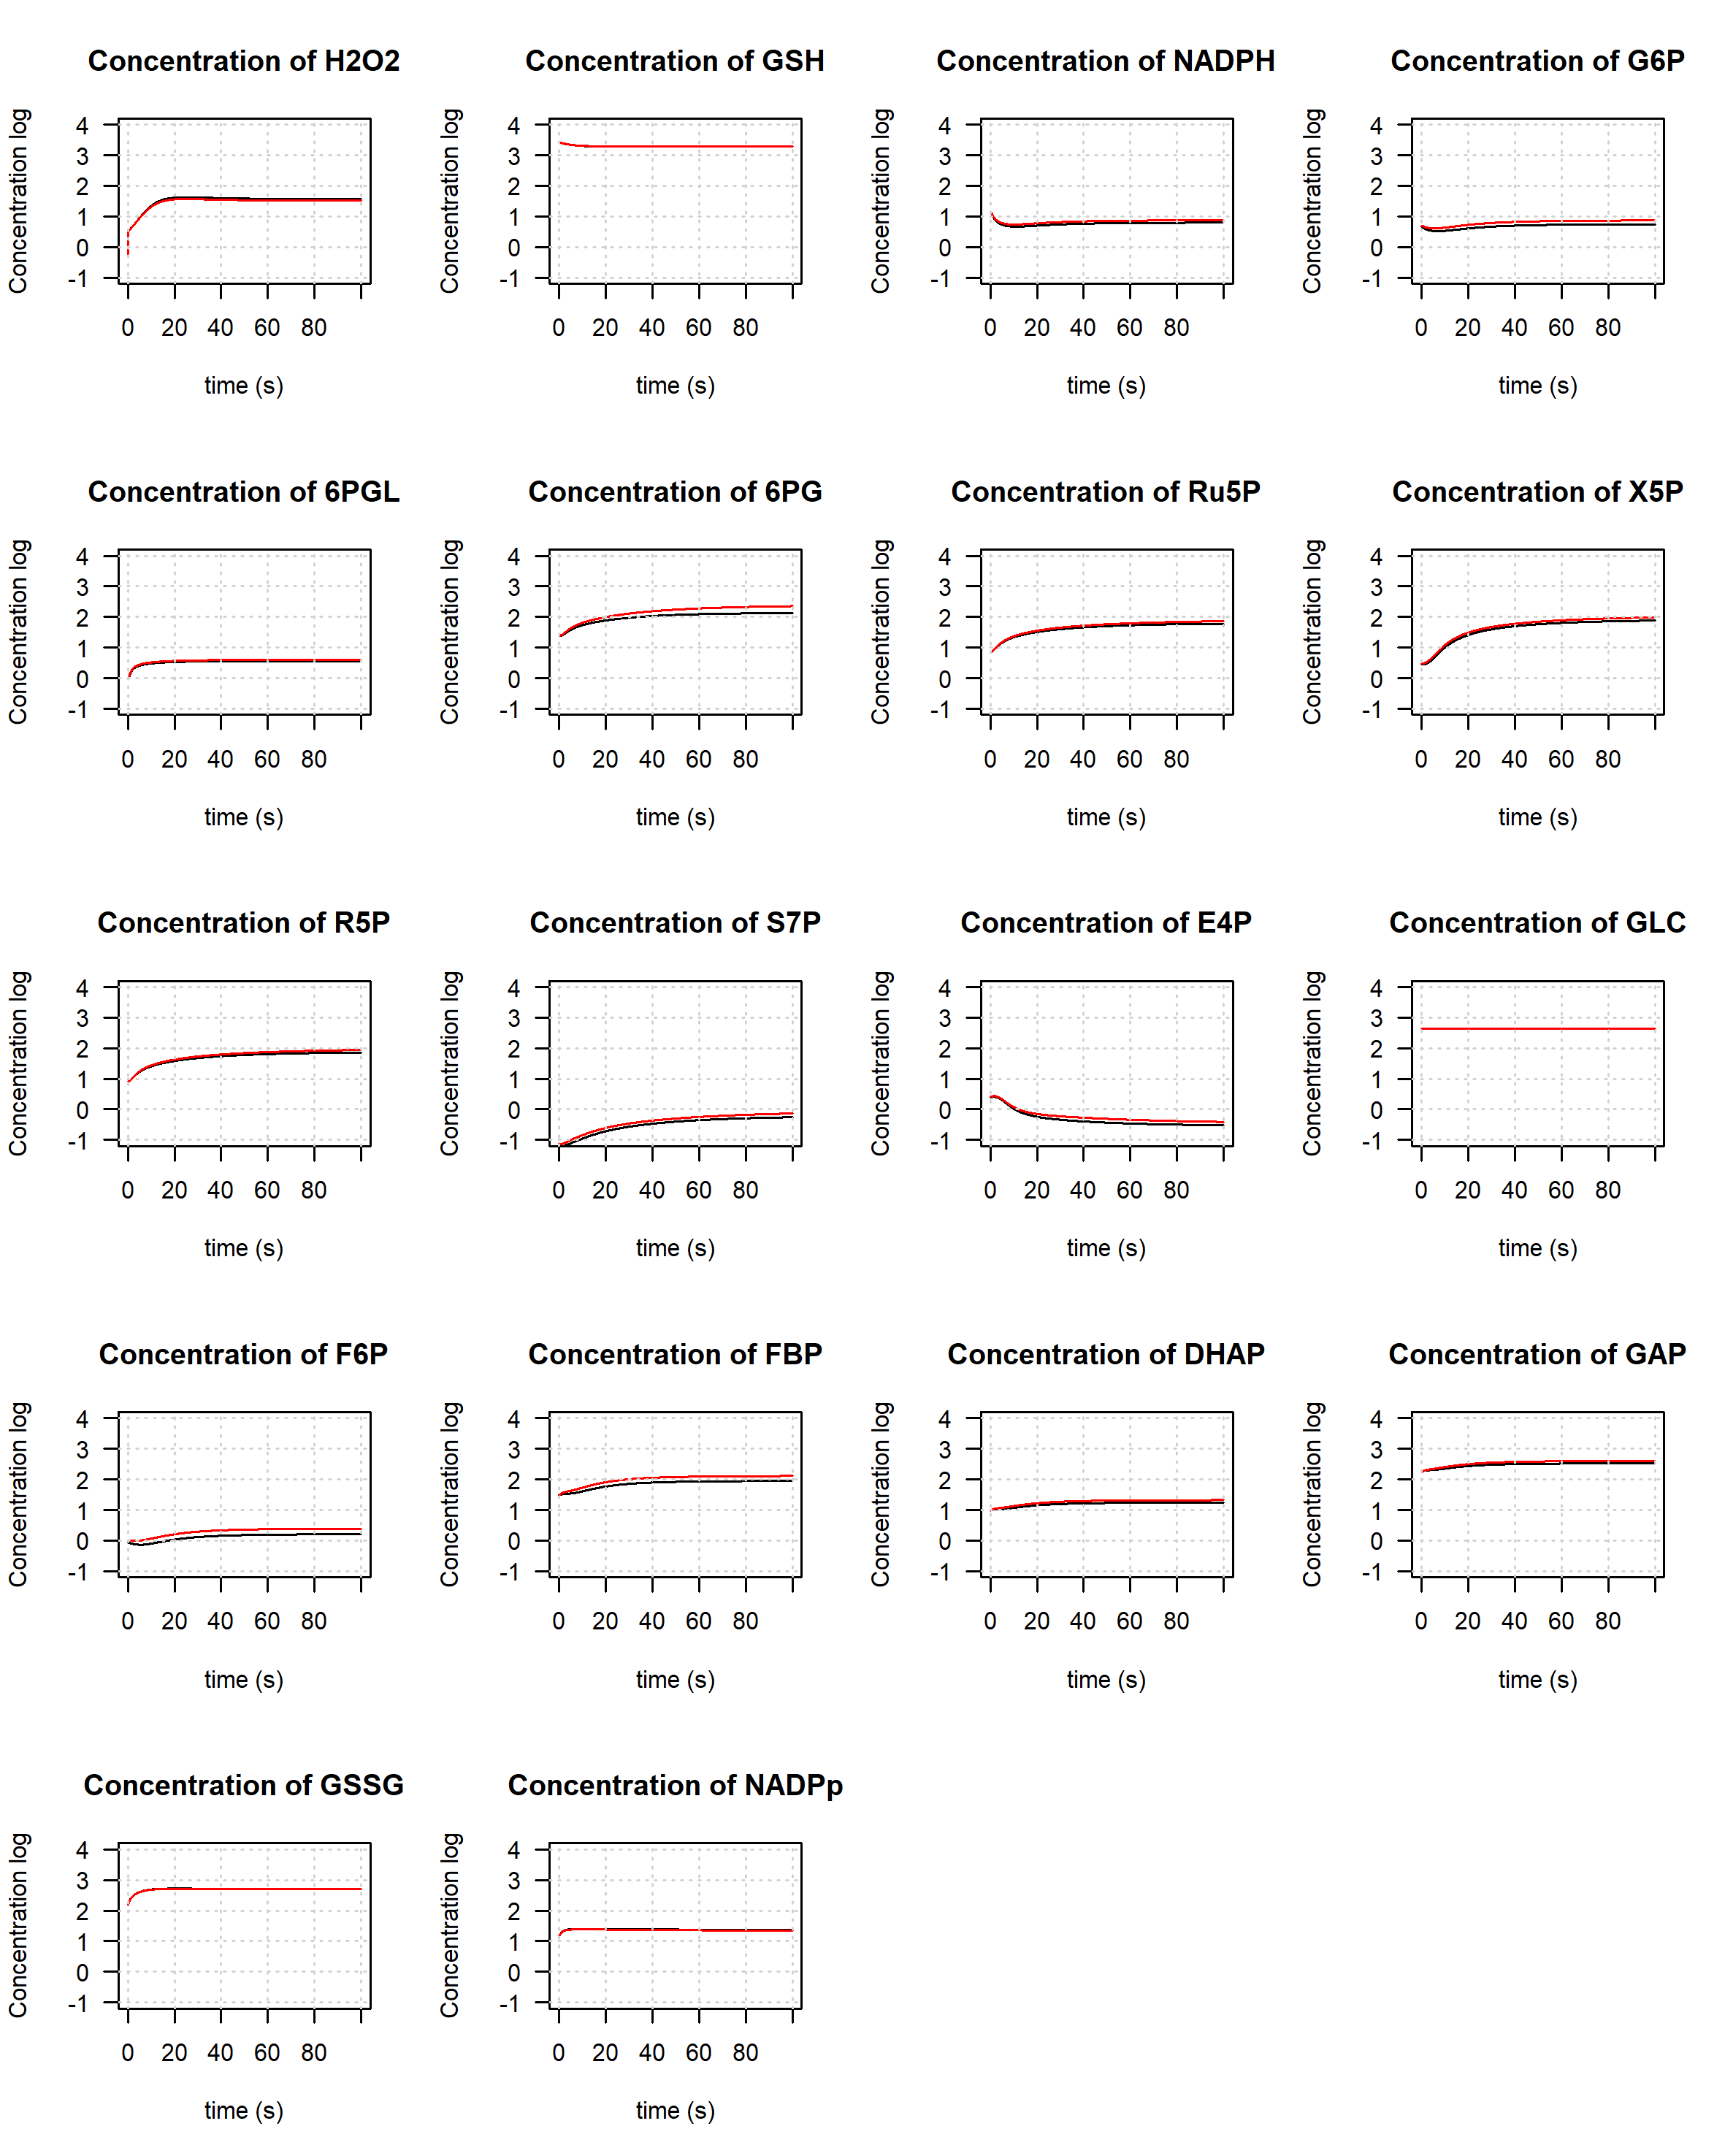 Concentration of H2O2
Concentration log
4
3
2
1
0
-1
0 20 40 60 80
time (s)
Concentration of GSH
Concentration log
4
3
2
1
0
-1
0 20 40 60 80
time (s)
Concentration of NADPH
Concentration log
4
3
2
1
0
-1
0 20 40 60 80
time (s)
Concentration of G6P
Concentration log
4
3
2
1
0
-1
0 20 40 60 80
time (s)
Concentration of 6PGL
Concentration log
4
3
2
1
0
-1
0 20 40 60 80
time (s)
Concentration of 6PG
Concentration log
4
3
2
1
0
-1
0 20 40 60 80
time (s)
Concentration of Ru5P
Concentration log
4
3
2
1
0
-1
0 20 40 60 80
time (s)
Concentration of X5P
Concentration log
4
3
2
1
0
-1
0 20 40 60 80
time (s)
Concentration of R5P
Concentration log
4
3
2
1
0
-1
0 20 40 60 80
time (s)
Concentration of S7P
Concentration log
4
3
2
1
0
-1
0 20 40 60 80
time (s)
Concentration of E4P
Concentration log
4
3
2
1
0
-1
0 20 40 60 80
time (s)
Concentration of GLC
Concentration log
4
3
2
1
0
-1
0 20 40 60 80
time (s)
Concentration of F6P
Concentration log
4
3
2
1
0
-1
0 20 40 60 80
time (s)
Concentration of FBP
Concentration log
4
3
2
1
0
-1
0 20 40 60 80
time (s)
Concentration of DHAP
Concentration log
4
3
2
1
0
-1
0 20 40 60 80
time (s)
Concentration of GAP
Concentration log
4
3
2
1
0
-1
0 20 40 60 80
time (s)
Concentration of GSSG
Concentration log
4
3
2
1
0
-1
0 20 40 60 80
time (s)
Concentration of NADPp
Concentration log
4
3
2
1
0
-1
0 20 40 60 80
time (s)